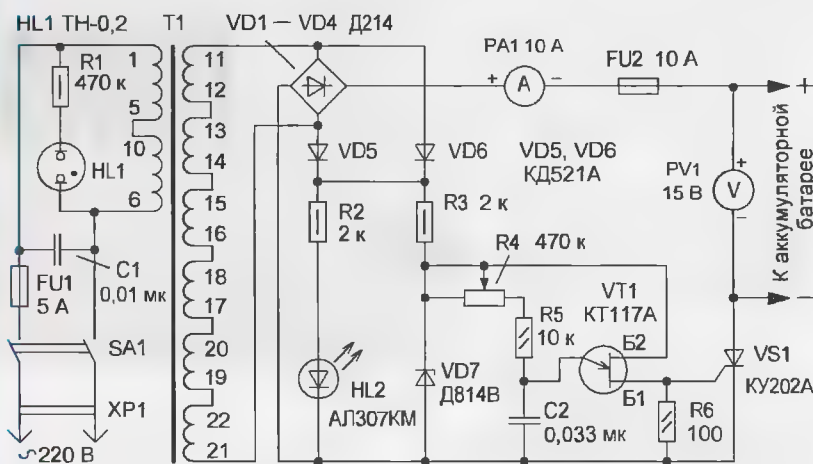 HL1 ТН-0,2
T1
VD1 — VD4 Д214
R1
470 к
HL1
C1
0,01 мк
FU1
5 А
SA1
XP1
~220 В
1
5
10
6
11
12
13
14
15
16
18
17
20
19
22
21
VD5
VD6
VD5, VD6
КД521А
R2
2 к
R3 2 к
R4 470 к
HL2
АЛ307КМ
VD7
Д814В
R5
10 к
C2
0,033 мк
VT1
КТ117А
Б2
Б1
R6
100
VS1
КУ202А
PA1 10 А
+
A
−
FU2 10 А
PV1
15 В
+
V
−
+
К аккумуляторной
батарее
−